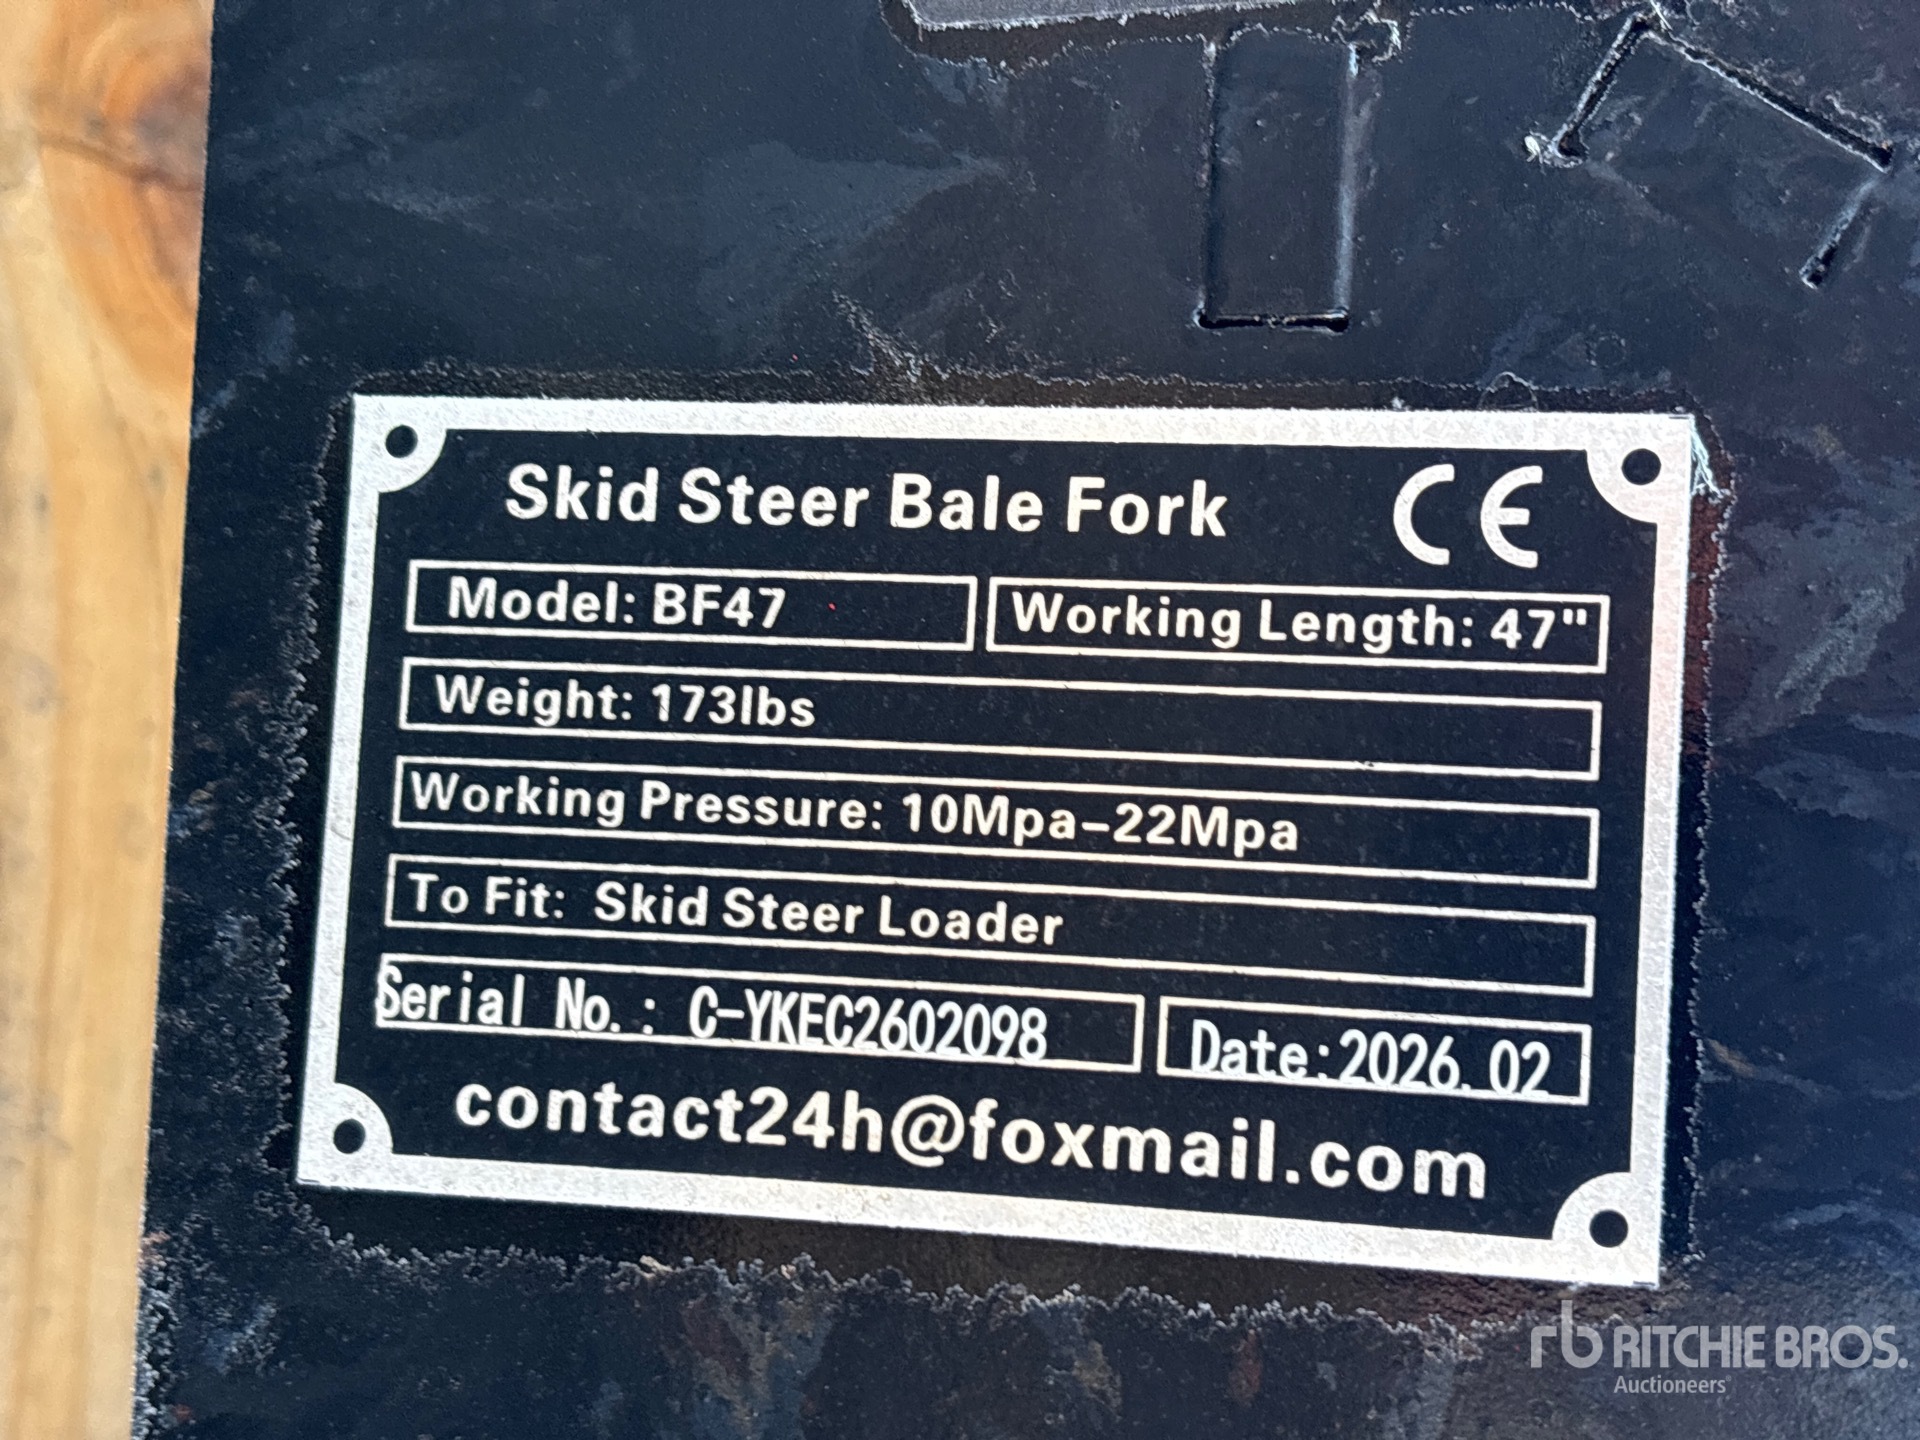 Skid Steer Bale Fork CE
Model: BF47
Working Length: 47"
Weight: 173lbs
Working Pressure: 10Mpa-22Mpa
To Fit: Skid Steer Loader
Serial No.: C-YKEC2602098
Date:2026.02
contact24h@foxmail.com
rb RITCHIE BROS.
Auctioneers